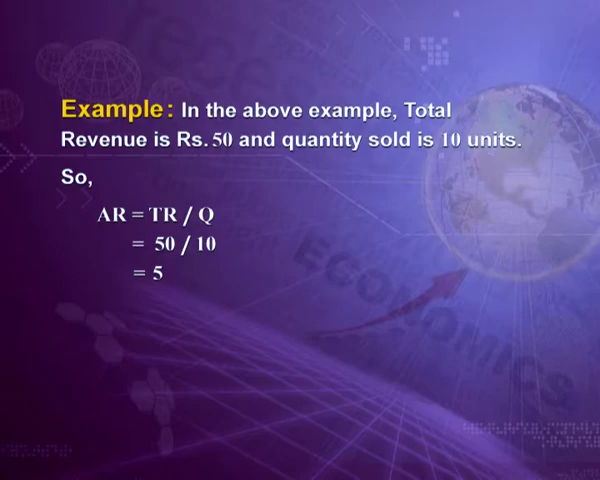 Example: In the above example, Total
Revenue is Rs. 50 and quantity sold is 10 units.
So,
AR = TR / Q
= 50 / 10
= 5
ECONOMICS